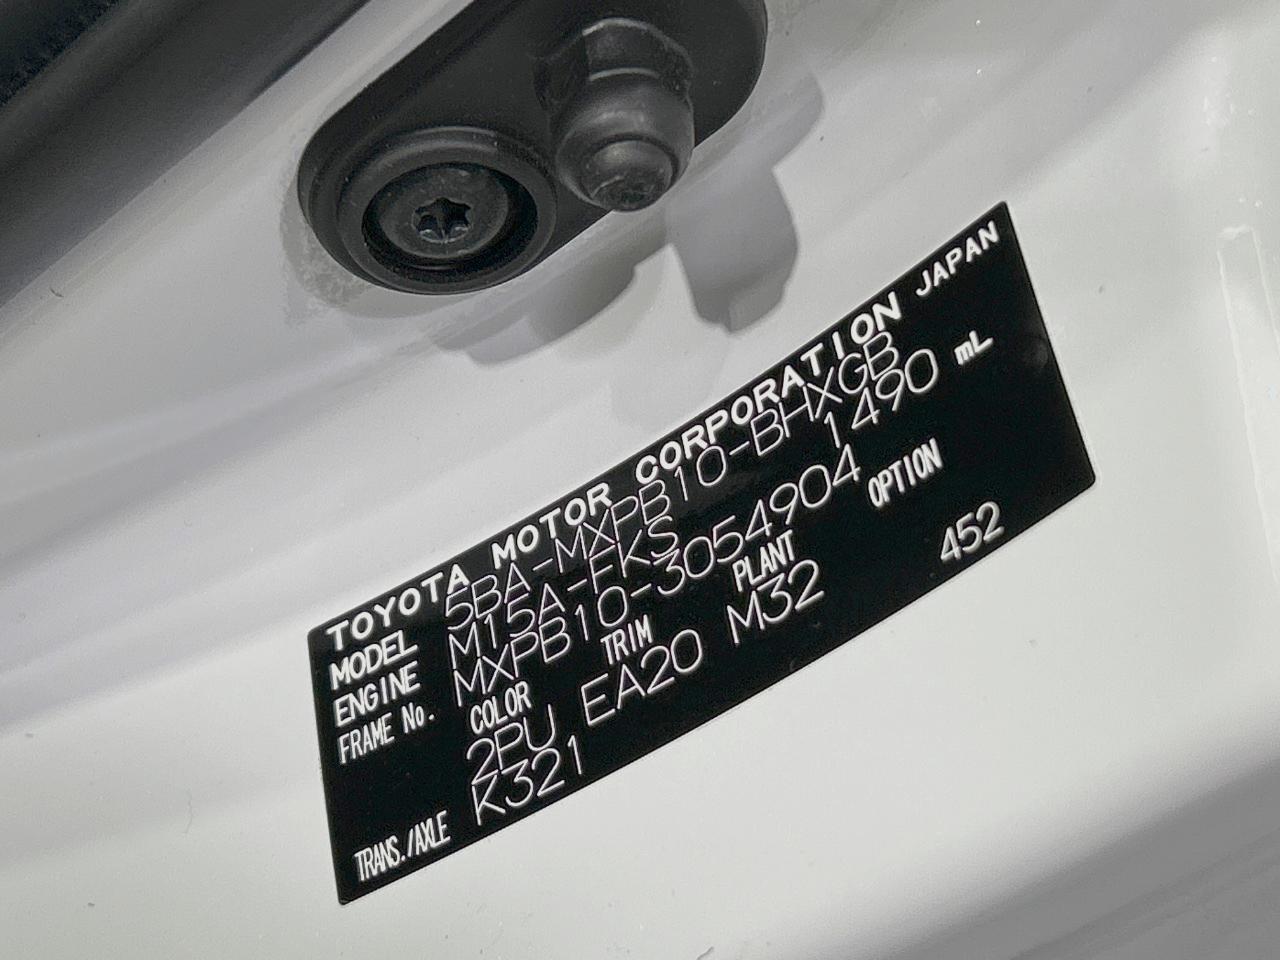 TOYOTA MOTOR CORPORATION JAPAN
MODEL 5BA-MXPB10-BHXGB
ENGINE M15A-FKS 1490 mL
FRAME No. MXPB10-3054904
COLOR TRIM PLANT OPTION
2PU EA20 M32 452
TRANS./AXLE K321